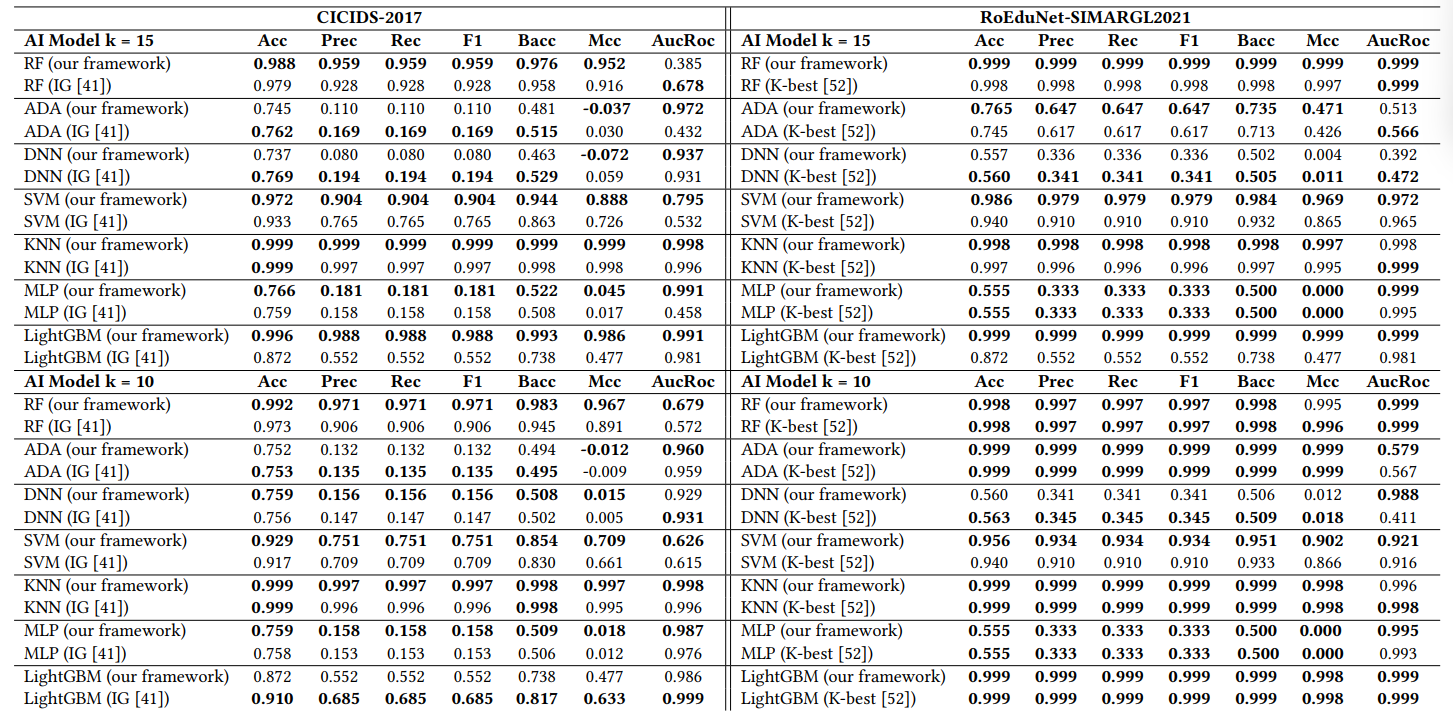 CICIDS-2017 RoEduNet-SIMARGL2021
AI Model k = 15 Acc Prec Rec F1 Bacc Mcc AucRoc AI Model k = 15 Acc Prec Rec F1 Bacc Mcc AucRoc
RF (our framework) 0.988 0.959 0.959 0.959 0.976 0.952 0.385 RF (our framework) 0.999 0.999 0.999 0.999 0.999 0.999 0.999
RF (IG [41]) 0.979 0.928 0.928 0.928 0.958 0.916 0.678 RF (K-best [52]) 0.998 0.998 0.998 0.998 0.998 0.997 0.999
ADA (our framework) 0.745 0.110 0.110 0.110 0.481 -0.037 0.972 ADA (our framework) 0.765 0.647 0.647 0.647 0.735 0.471 0.513
ADA (IG [41]) 0.762 0.169 0.169 0.169 0.515 0.030 0.432 ADA (K-best [52]) 0.745 0.617 0.617 0.617 0.713 0.426 0.566
DNN (our framework) 0.737 0.080 0.080 0.080 0.463 -0.072 0.937 DNN (our framework) 0.557 0.336 0.336 0.336 0.502 0.004 0.392
DNN (IG [41]) 0.769 0.194 0.194 0.194 0.529 0.059 0.931 DNN (K-best [52]) 0.560 0.341 0.341 0.341 0.505 0.011 0.472
SVM (our framework) 0.972 0.904 0.904 0.904 0.944 0.888 0.795 SVM (our framework) 0.986 0.979 0.979 0.979 0.984 0.969 0.972
SVM (IG [41]) 0.933 0.765 0.765 0.765 0.863 0.726 0.532 SVM (K-best [52]) 0.940 0.910 0.910 0.910 0.932 0.865 0.965
KNN (our framework) 0.999 0.999 0.999 0.999 0.999 0.999 0.998 KNN (our framework) 0.998 0.998 0.998 0.998 0.998 0.997 0.998
KNN (IG [41]) 0.999 0.997 0.997 0.997 0.998 0.998 0.996 KNN (K-best [52]) 0.997 0.996 0.996 0.996 0.997 0.995 0.999
MLP (our framework) 0.766 0.181 0.181 0.181 0.522 0.045 0.991 MLP (our framework) 0.555 0.333 0.333 0.333 0.500 0.000 0.999
MLP (IG [41]) 0.759 0.158 0.158 0.158 0.508 0.017 0.458 MLP (K-best [52]) 0.555 0.333 0.333 0.333 0.500 0.000 0.995
LightGBM (our framework) 0.996 0.988 0.988 0.988 0.993 0.986 0.991 LightGBM (our framework) 0.999 0.999 0.999 0.999 0.999 0.999 0.999
LightGBM (IG [41]) 0.872 0.552 0.552 0.552 0.738 0.477 0.981 LightGBM (K-best [52]) 0.872 0.552 0.552 0.552 0.738 0.477 0.981
AI Model k = 10 Acc Prec Rec F1 Bacc Mcc AucRoc AI Model k = 10 Acc Prec Rec F1 Bacc Mcc AucRoc
RF (our framework) 0.992 0.971 0.971 0.971 0.983 0.967 0.679 RF (our framework) 0.998 0.997 0.997 0.997 0.998 0.995 0.999
RF (IG [41]) 0.973 0.906 0.906 0.906 0.945 0.891 0.572 RF (K-best [52]) 0.998 0.997 0.997 0.997 0.998 0.996 0.999
ADA (our framework) 0.752 0.132 0.132 0.132 0.494 -0.012 0.960 ADA (our framework) 0.999 0.999 0.999 0.999 0.999 0.999 0.579
ADA (IG [41]) 0.753 0.135 0.135 0.135 0.495 -0.009 0.959 ADA (K-best [52]) 0.999 0.999 0.999 0.999 0.999 0.999 0.567
DNN (our framework) 0.759 0.156 0.156 0.156 0.508 0.015 0.929 DNN (our framework) 0.560 0.341 0.341 0.341 0.506 0.012 0.988
DNN (IG [41]) 0.756 0.147 0.147 0.147 0.502 0.005 0.931 DNN (K-best [52]) 0.563 0.345 0.345 0.345 0.509 0.018 0.411
SVM (our framework) 0.929 0.751 0.751 0.751 0.854 0.709 0.626 SVM (our framework) 0.956 0.934 0.934 0.934 0.951 0.902 0.921
SVM (IG [41]) 0.917 0.709 0.709 0.709 0.830 0.661 0.615 SVM (K-best [52]) 0.940 0.910 0.910 0.910 0.933 0.866 0.916
KNN (our framework) 0.999 0.997 0.997 0.997 0.998 0.997 0.998 KNN (our framework) 0.999 0.999 0.999 0.999 0.999 0.998 0.996
KNN (IG [41]) 0.999 0.996 0.996 0.996 0.998 0.995 0.996 KNN (K-best [52]) 0.999 0.999 0.999 0.999 0.999 0.998 0.998
MLP (our framework) 0.759 0.158 0.158 0.158 0.509 0.018 0.987 MLP (our framework) 0.555 0.333 0.333 0.333 0.500 0.000 0.995
MLP (IG [41]) 0.758 0.153 0.153 0.153 0.506 0.012 0.976 MLP (K-best [52]) 0.555 0.333 0.333 0.333 0.500 0.000 0.993
LightGBM (our framework) 0.872 0.552 0.552 0.552 0.738 0.477 0.986 LightGBM (our framework) 0.999 0.999 0.999 0.999 0.999 0.998 0.999
LightGBM (IG [41]) 0.910 0.685 0.685 0.685 0.817 0.633 0.999 LightGBM (K-best [52]) 0.999 0.999 0.999 0.999 0.999 0.998 0.999